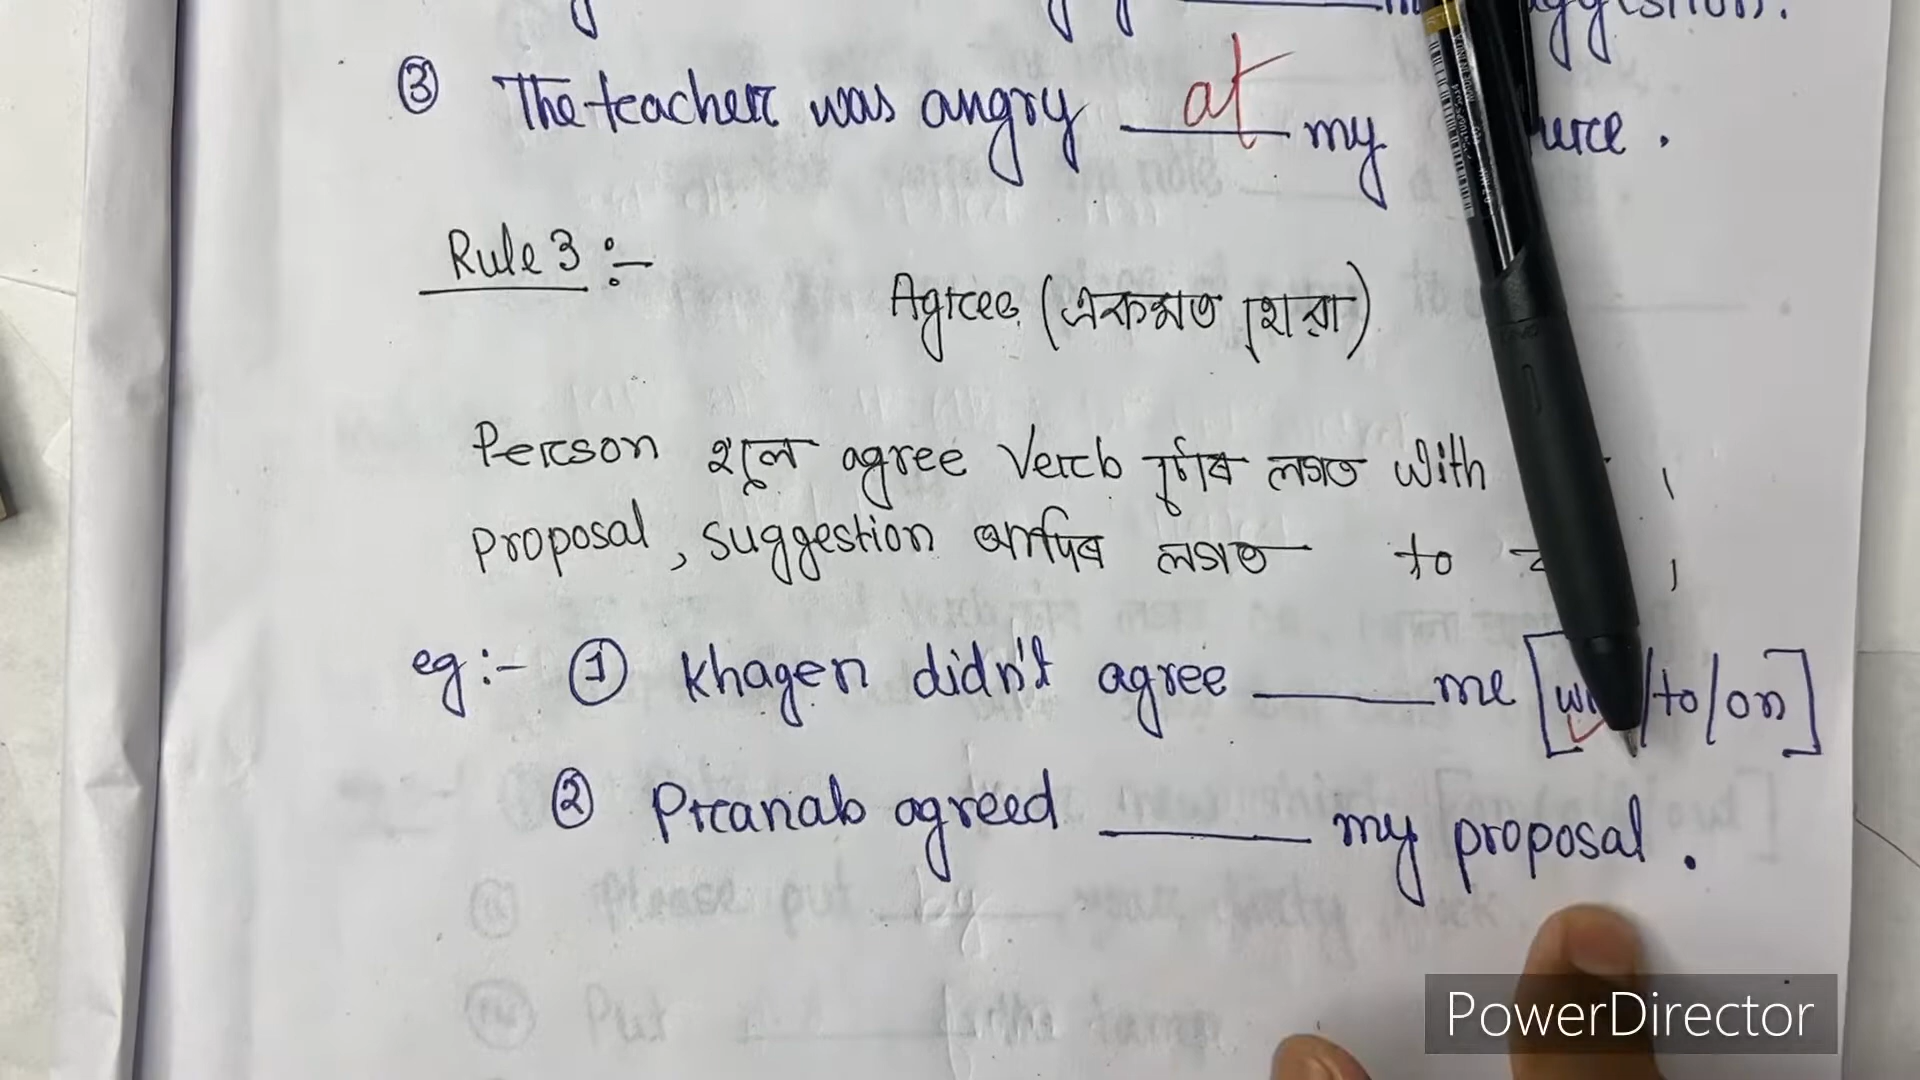 ③ The teacher was angry at my
Rule 3 :-
Agree (একমত হোৱা)
Person হলে agree Verb টোৰ লগত with
proposal, suggestion আদিৰ লগত to
eg :- ① Khagen didn't agree ____ me [ /to/on]
② Pranab agreed ____ my proposal.
PowerDirector